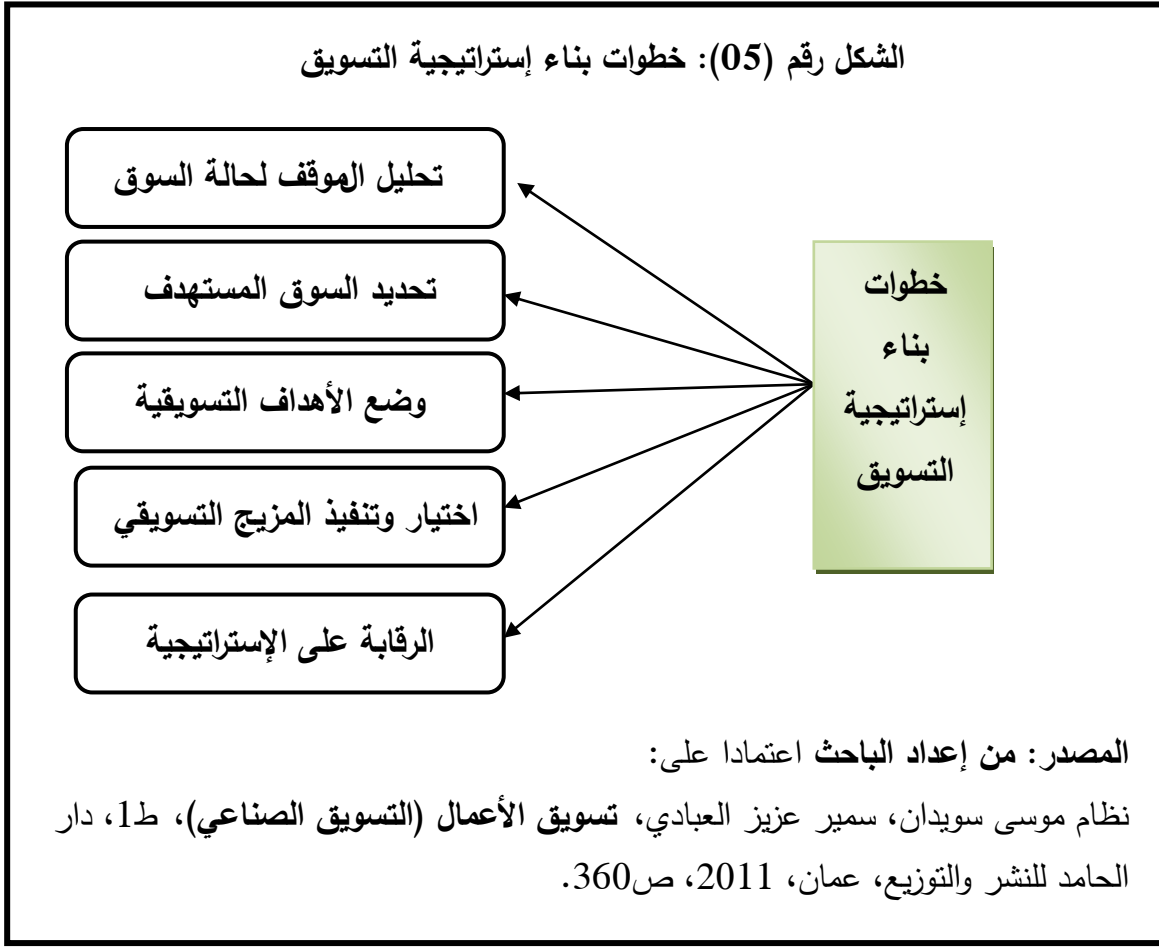 الشكل رقم (05): خطوات بناء إستراتيجية التسويق
خطوات
بناء
إستراتيجية
التسويق
تحليل الموقف لحالة السوق
تحديد السوق المستهدف
وضع الأهداف التسويقية
اختيار وتنفيذ المزيج التسويقي
الرقابة على الإستراتيجية
المصدر: من إعداد الباحث اعتمادا على:
نظام موسى سويدان، سمير عزيز العبادي، تسويق الأعمال (التسويق الصناعي)، ط1، دار
الحامد للنشر والتوزيع، عمان، 2011، ص360.